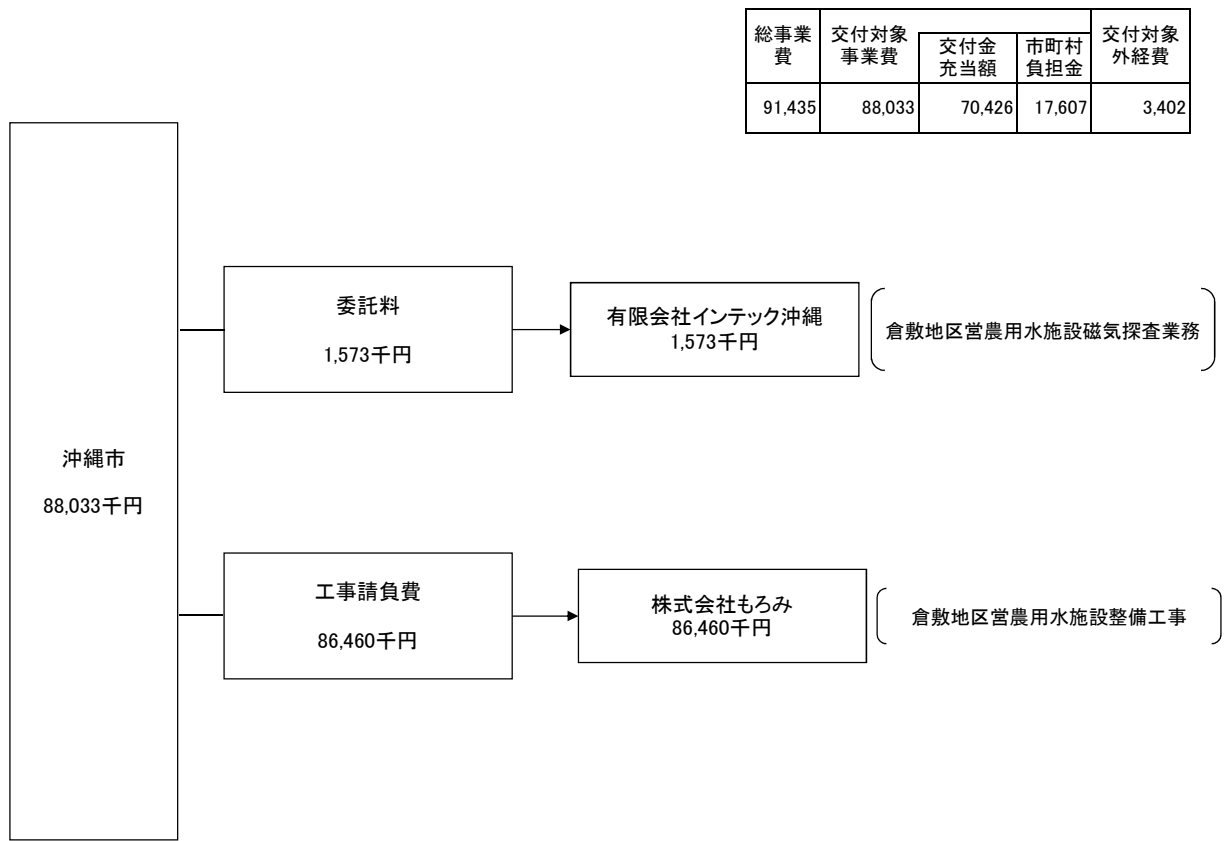 総事業
費
交付対象
事業費
交付金
充当額
市町村
負担金
交付対象
外経費
91,435
88,033
70,426
17,607
3,402
沖縄市
88,033千円
委託料
1,573千円
有限会社インテック沖縄
1,573千円
倉敷地区営農用水施設磁気探査業務
工事請負費
86,460千円
株式会社もろみ
86,460千円
倉敷地区営農用水施設整備工事